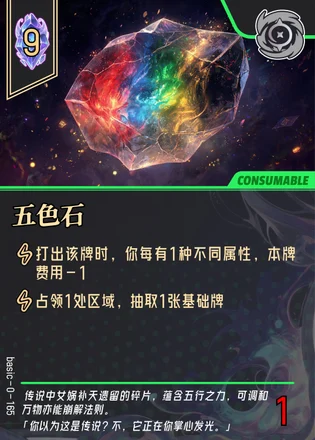 9
CONSUMABLE
五色石
打出该牌时，你每有1种不同属性，本牌
费用-1
占领1处区域，抽取1张基础牌
basic-0-165
传说中女娲补天遗留的碎片，蕴含五行之力，可调和
万物亦能崩解法则。
「你以为这是传说？不，它正在你掌心发光。」
1